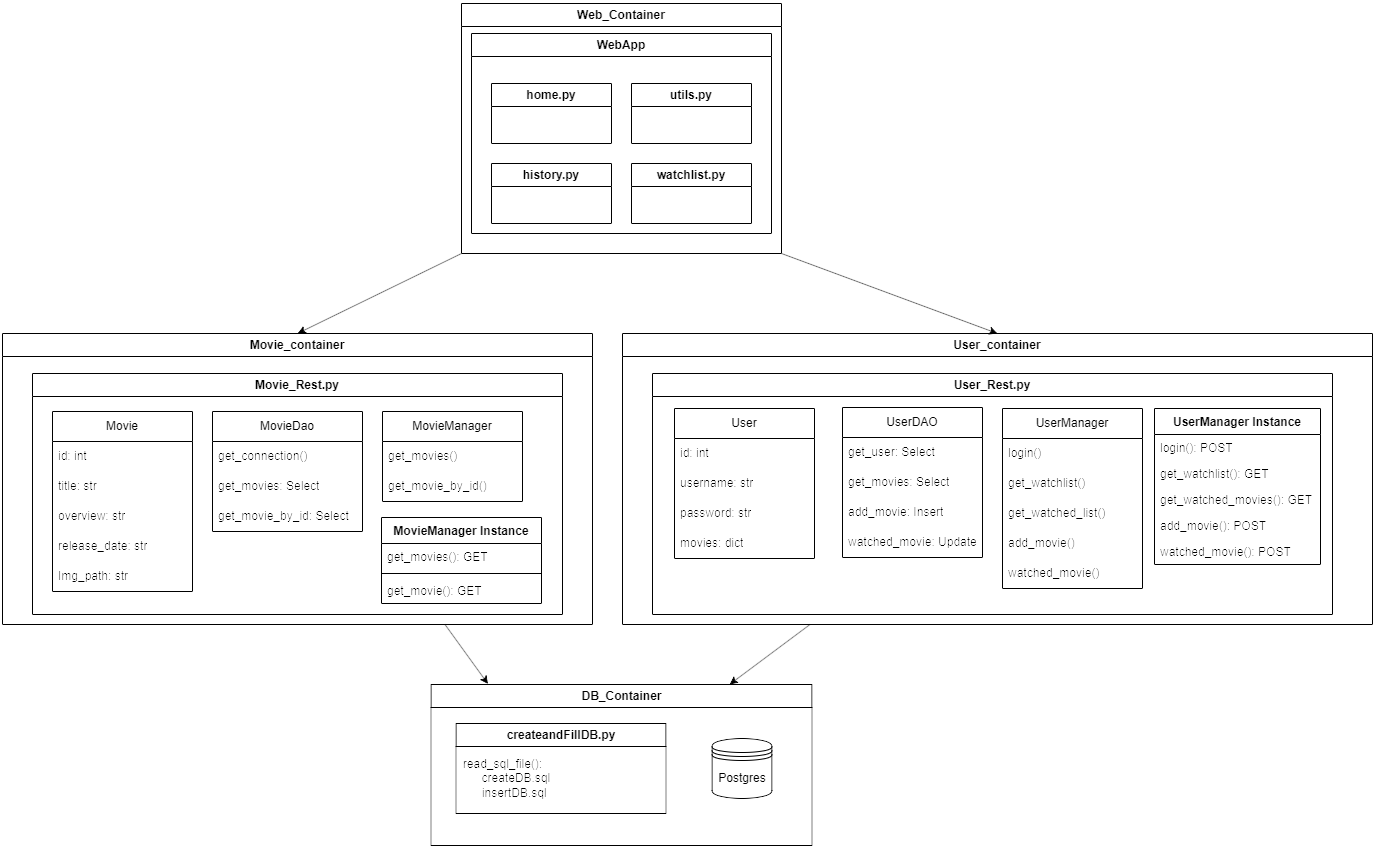 Web_Container
WebApp
home.py
utils.py
history.py
watchlist.py
Movie_container
Movie_Rest.py
Movie
id: int
title: str
overview: str
release_date: str
Img_path: str
MovieDao
get_connection()
get_movies: Select
get_movie_by_id: Select
MovieManager
get_movies()
get_movie_by_id()
MovieManager Instance
get_movies(): GET
get_movie(): GET
User_container
User_Rest.py
User
id: int
username: str
password: str
movies: dict
UserDAO
get_user: Select
get_movies: Select
add_movie: Insert
watched_movie: Update
UserManager
login()
get_watchlist()
get_watched_list()
add_movie()
watched_movie()
UserManager Instance
login(): POST
get_watchlist(): GET
get_watched_movies(): GET
add_movie(): POST
watched_movie(): POST
DB_Container
createandFillDB.py
read_sql_file():
createDB.sql
insertDB.sql
Postgres